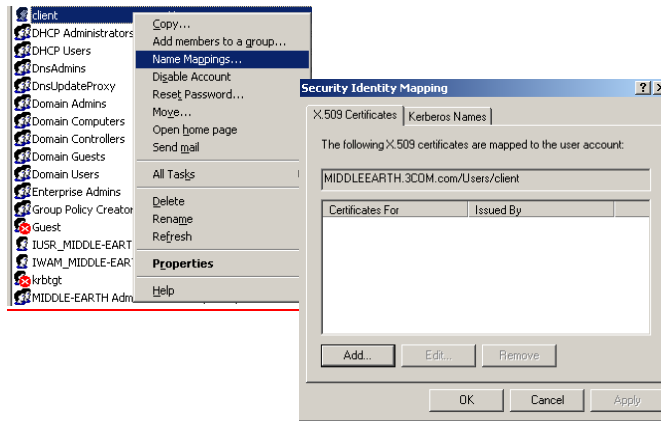 client
DHCP Administrators
DHCP Users
DnsAdmins
DnsUpdateProxy
Domain Admins
Domain Computers
Domain Controllers
Domain Guests
Domain Users
Enterprise Admins
Group Policy Creator
Guest
IUSR_MIDDLE-EART
IWAM_MIDDLE-EAR
krbtgt
MIDDLE-EARTH Adm
Copy...
Add members to a group...
Name Mappings...
Disable Account
Reset Password...
Move...
Open home page
Send mail
All Tasks
Delete
Rename
Refresh
Properties
Help
Security Identity Mapping
X.509 Certificates
Kerberos Names
The following X.509 certificates are mapped to the user account:
MIDDLEEARTH.3COM.com/Users/client
Certificates For
Issued By
Add...
Edit...
Remove
OK
Cancel
Apply